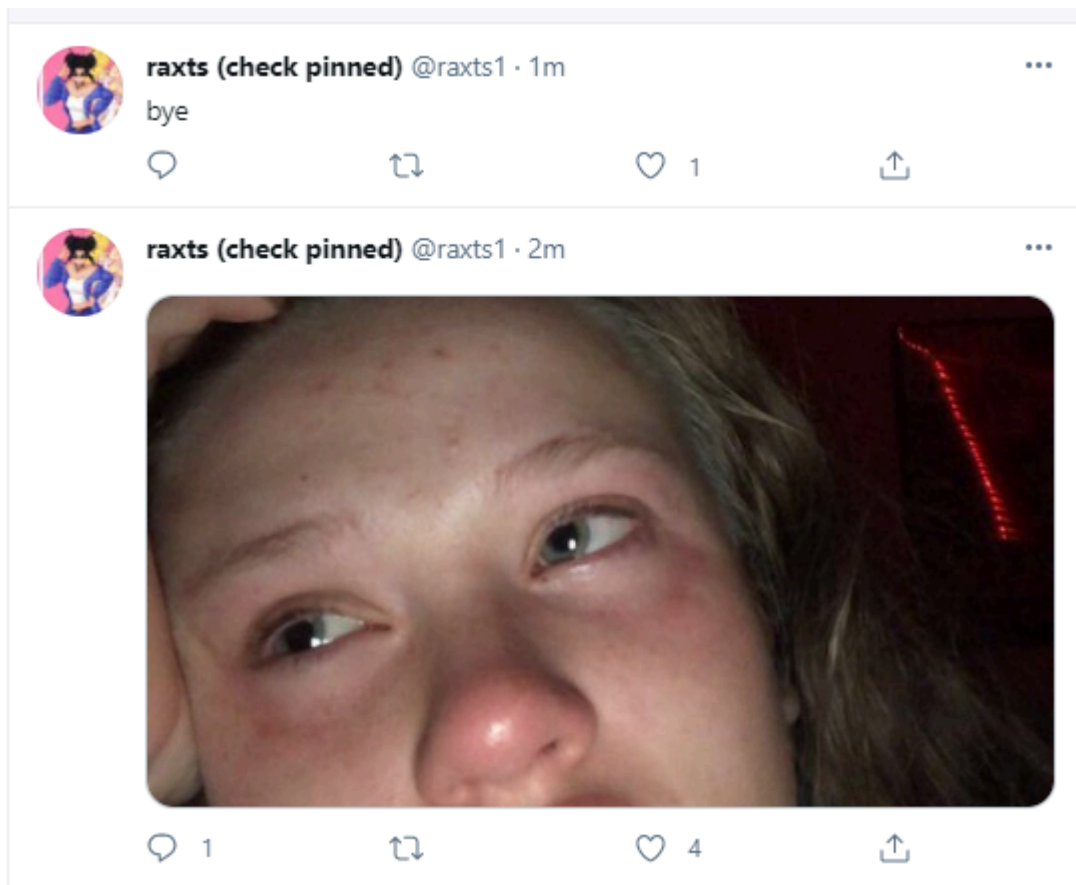 raxts (check pinned) @raxts1 · 1m
bye
1
raxts (check pinned) @raxts1 · 2m
1 4